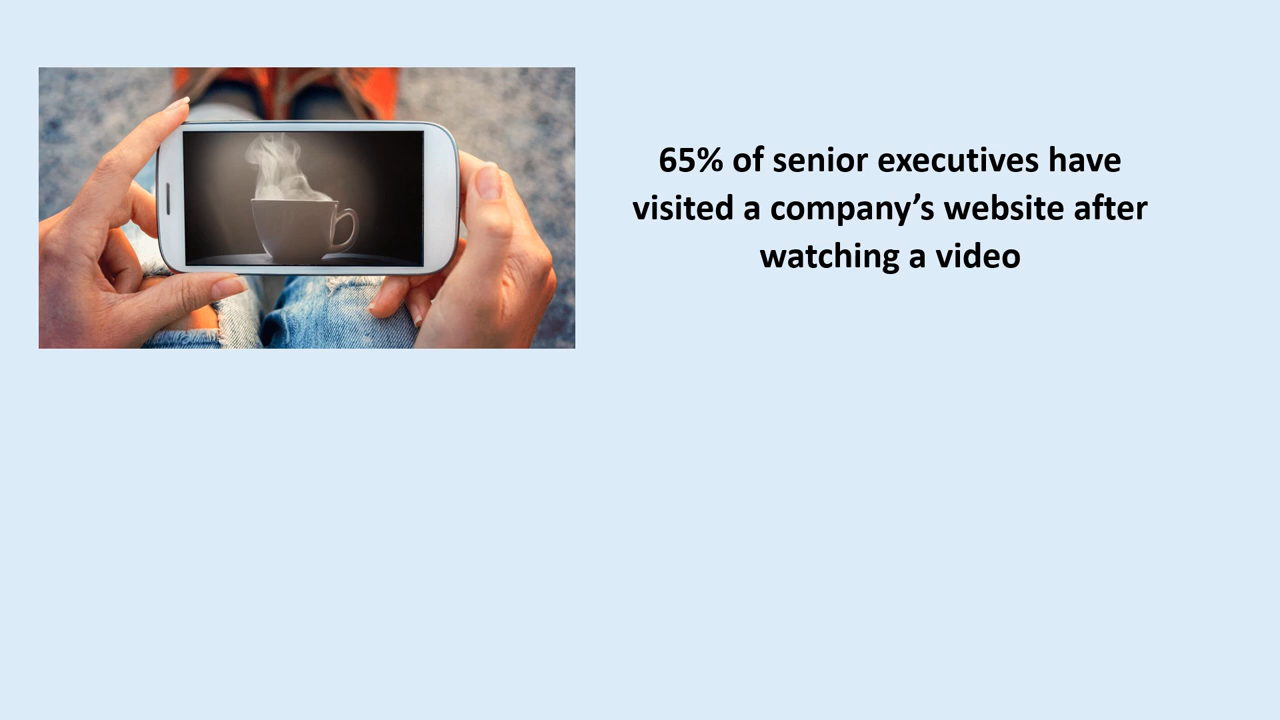 65% of senior executives have
visited a company’s website after
watching a video